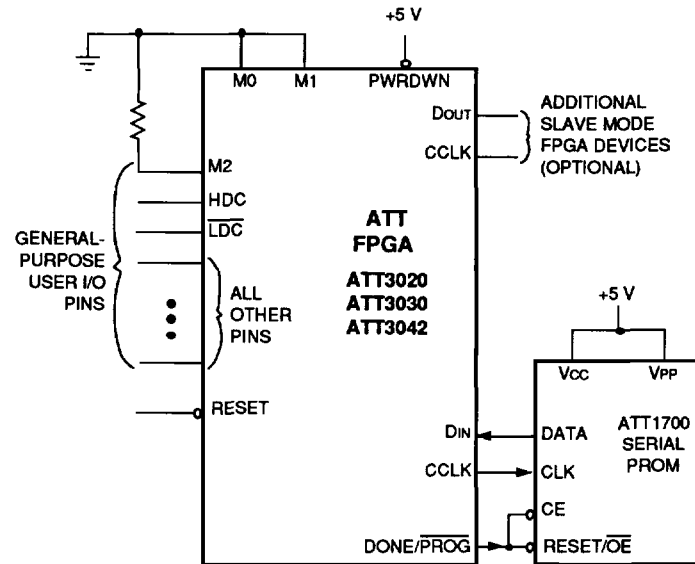 +5 V
M0 M1 PWRDWN
DOUT
CCLK
ADDITIONAL
SLAVE MODE
FPGA DEVICES
(OPTIONAL)
M2
HDC
LDC
GENERAL-
PURPOSE
USER I/O
PINS
ALL
OTHER
PINS
RESET
ATT
FPGA
ATT3020
ATT3030
ATT3042
+5 V
VCC VPP
ATT1700
SERIAL
PROM
DIN
DATA
CCLK
CLK
CE
DONE/PROG
RESET/OE